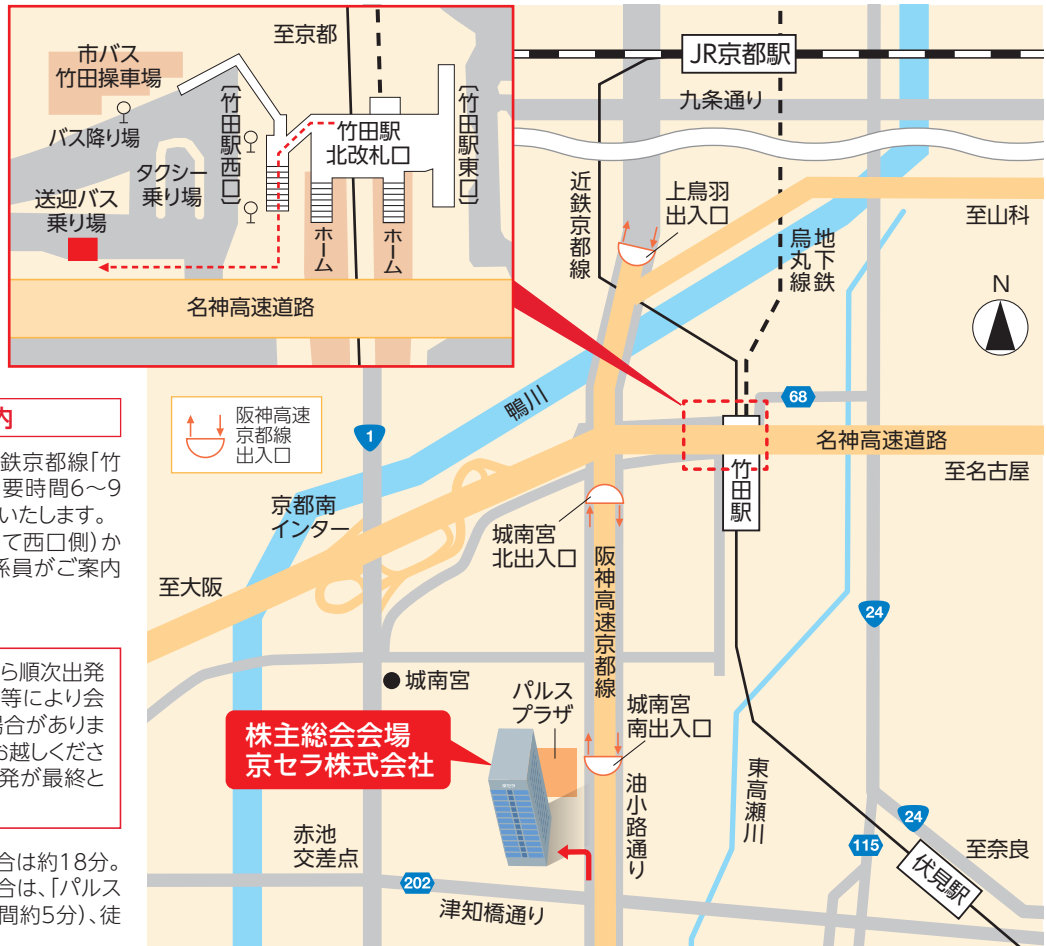 至京都
市バス
竹田操車場
バス降り場
〔竹田駅西口〕
竹田駅
北改札口
〔竹田駅東口〕
タクシー
乗り場
送迎バス
乗り場
ホーム
ホーム
名神高速道路
JR京都駅
九条通り
近鉄京都線
上鳥羽
出入口
地下鉄
烏丸線
至山科
N
鴨川
68
阪神高速
京都線
出入口
1
名神高速道路
至名古屋
竹田駅
京都南
インター
城南宮
北出入口
至大阪
阪神高速京都線
24
城南宮
パルス
プラザ
城南宮
南出入口
株主総会会場
京セラ株式会社
油小路通り
東高瀬川
24
115
至奈良
伏見駅
赤池
交差点
202
津知橋通り
内
鉄京都線「竹
要時間6～9
いたします。
て西口側)か
係員がご案内
ら順次出発
等により会
場合がありま
お越しくださ
発が最終と
合は約18分。
合は、「パルス
間約5分)、徒